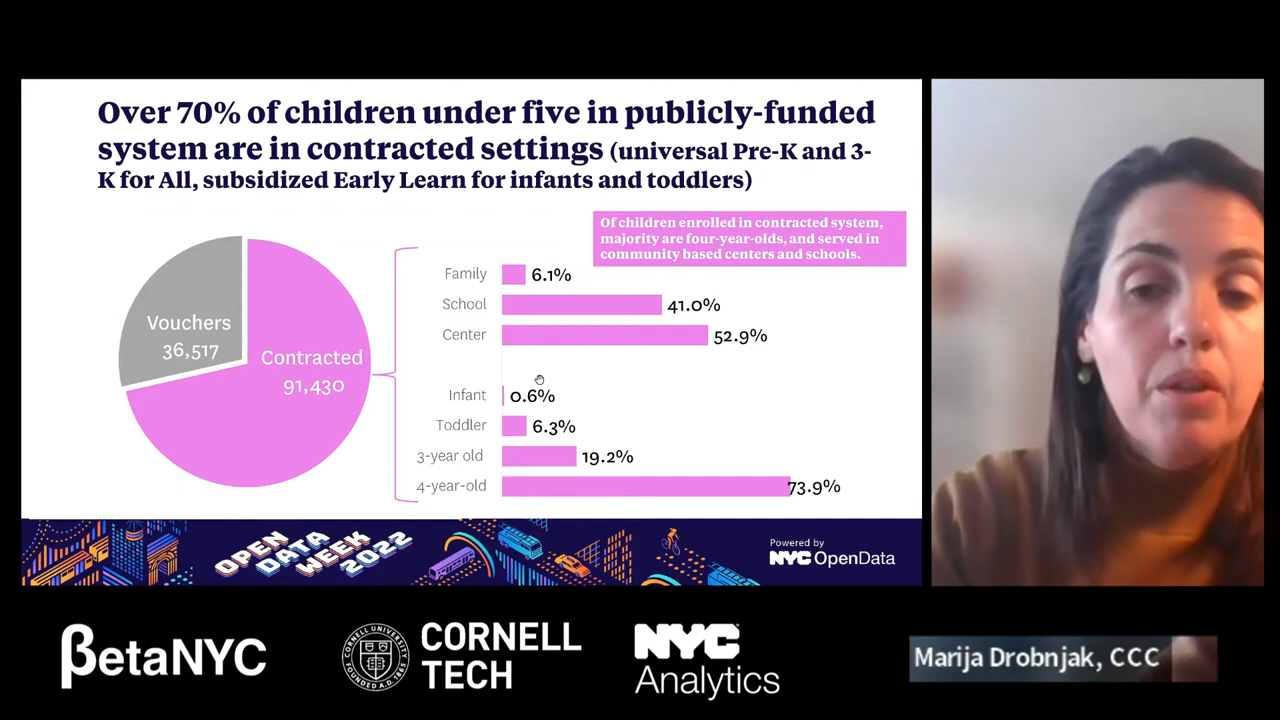 Over 70% of children under five in publicly-funded
system are in contracted settings (universal Pre-K and 3-
K for All, subsidized Early Learn for infants and toddlers)
Of children enrolled in contracted system,
majority are four-year-olds, and served in
community based centers and schools.
Vouchers
36,517
Contracted
91,430
Family 6.1%
School 41.0%
Center 52.9%
Infant 0.6%
Toddler 6.3%
3-year old 19.2%
4-year-old 73.9%
OPEN
DATA
WEEK
2022
Powered by
NYC OpenData
βetaNYC
CORNELL UNIVERSITY
FOUNDED A.D. 1865
CORNELL
TECH
NYC
Analytics
Marija Drobnjak, CCC